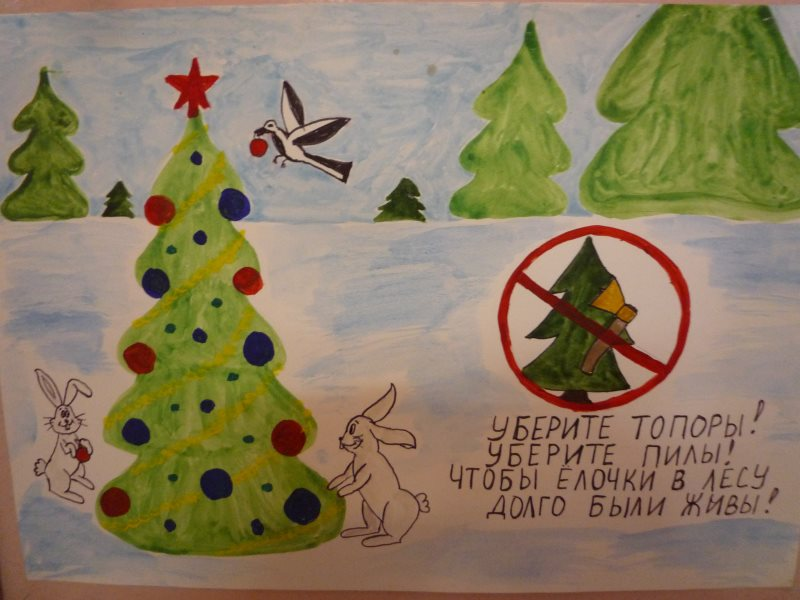 УБЕРИТЕ ТОПОРЫ!
УБЕРИТЕ ПИЛЫ!
ЧТОБЫ ЁЛОЧКИ В ЛЕСУ
ДОЛГО БЫЛИ ЖИВЫ!